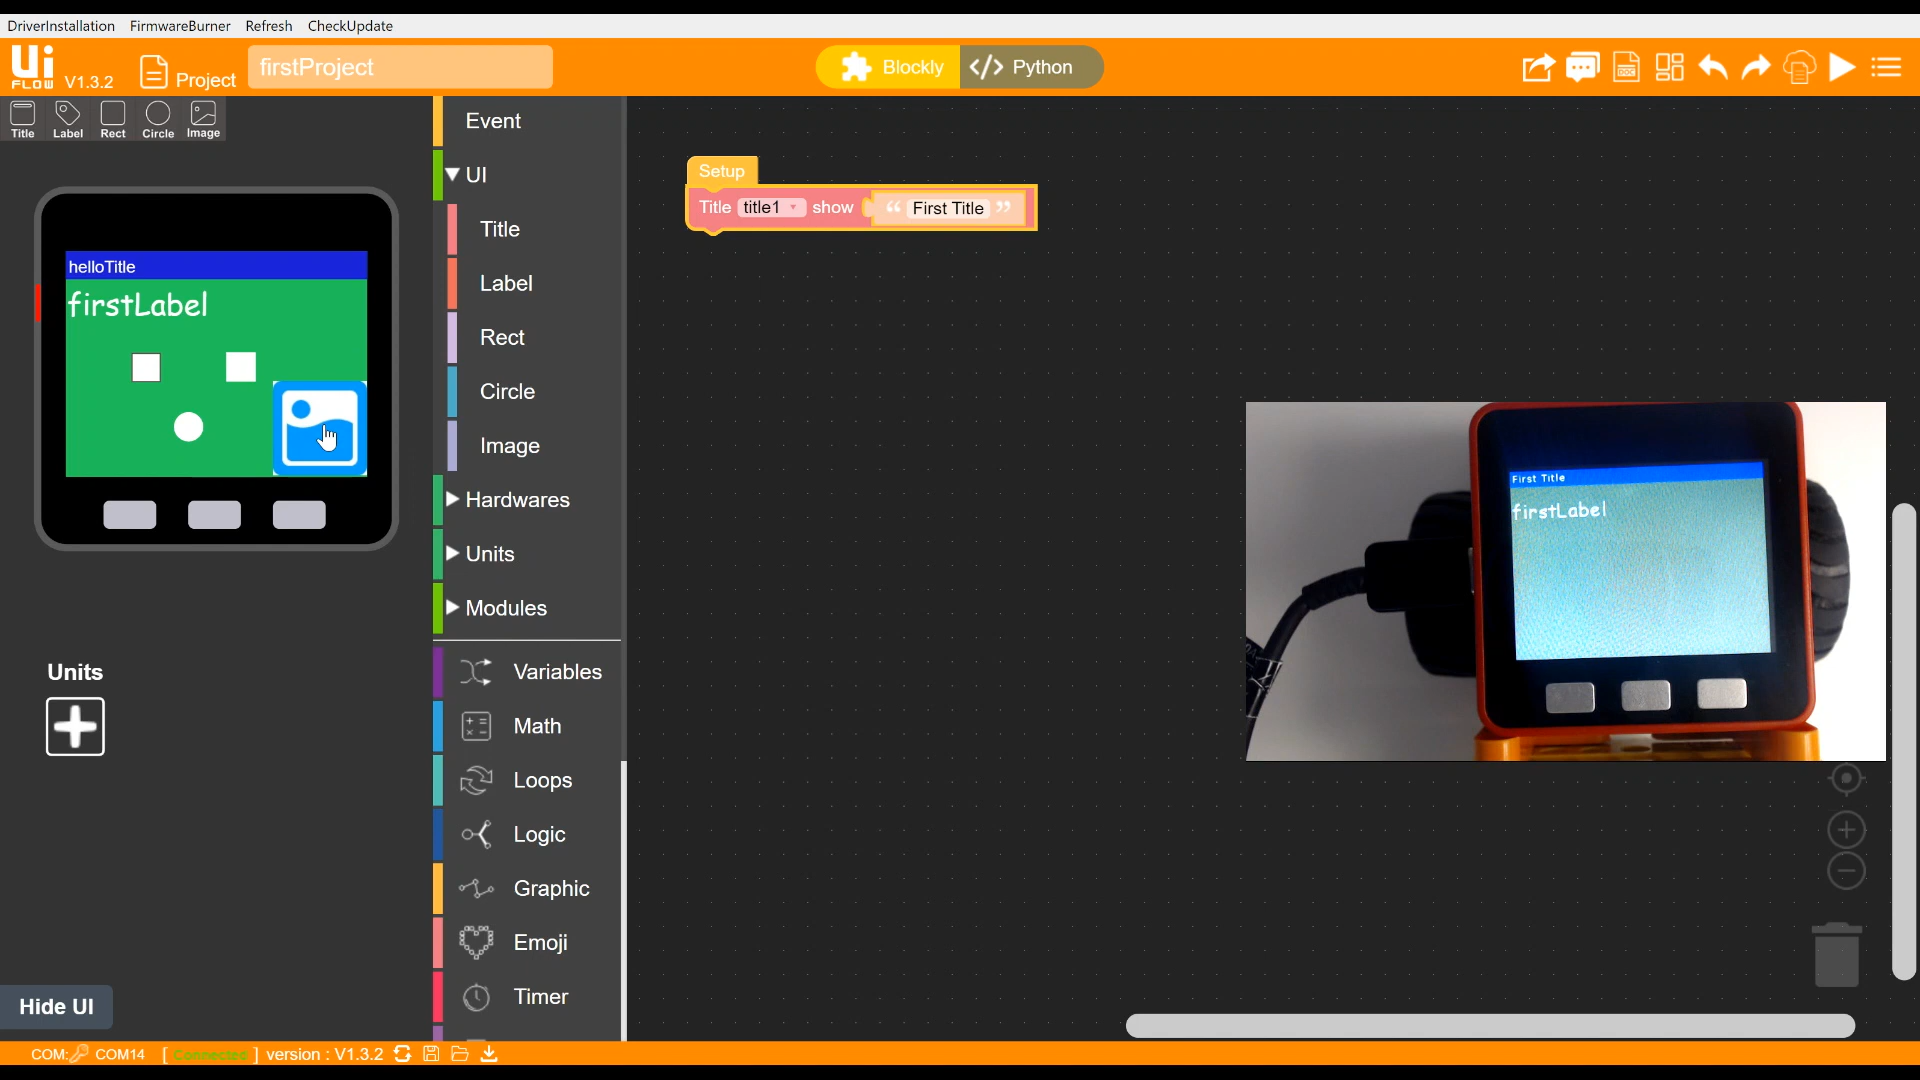 DriverInstallation FirmwareBurner Refresh CheckUpdate
Ui FLOW V1.3.2 Project firstProject Blockly </> Python
Title Label Rect Circle Image
helloTitle
firstLabel
Units
Hide UI
Event
UI
Title
Label
Rect
Circle
Image
Hardwares
Units
Modules
Variables
Math
Loops
Logic
Graphic
Emoji
Timer
Setup
Title title1 show “ First Title ”
First Title
firstLabel
COM: COM14 [ Connected ] version : V1.3.2